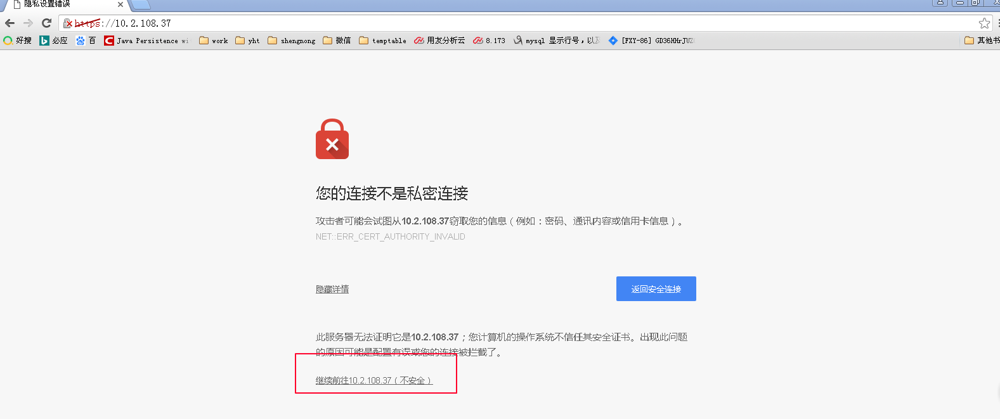 隐私设置错误
https://10.2.108.37
好搜 必应 百 Java Persistence wi work yht shengnong 微信 temptable 用友分析云 8.173 mysql 显示行号，以及 [FXY-86] GD36HHrJUZ 其他书
您的连接不是私密连接
攻击者可能会试图从10.2.108.37窃取您的信息（例如：密码、通讯内容或信用卡信息）。
NET::ERR_CERT_AUTHORITY_INVALID
隐藏详情
返回安全连接
此服务器无法证明它是10.2.108.37；您计算机的操作系统不信任其安全证书。出现此问题
的原因可能是配置有误或您的连接被拦截了。
继续前往10.2.108.37（不安全）